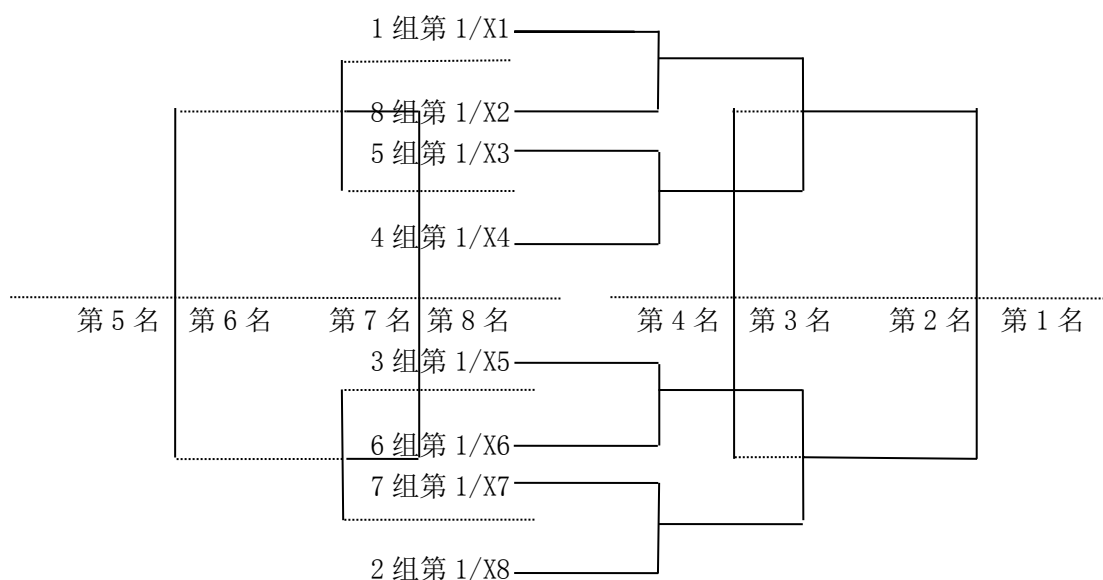 1 组第 1/X1
8 组第 1/X2
5 组第 1/X3
4 组第 1/X4
第 5 名 第 6 名 第 7 名 第 8 名 第 4 名 第 3 名 第 2 名 第 1 名
3 组第 1/X5
6 组第 1/X6
7 组第 1/X7
2 组第 1/X8